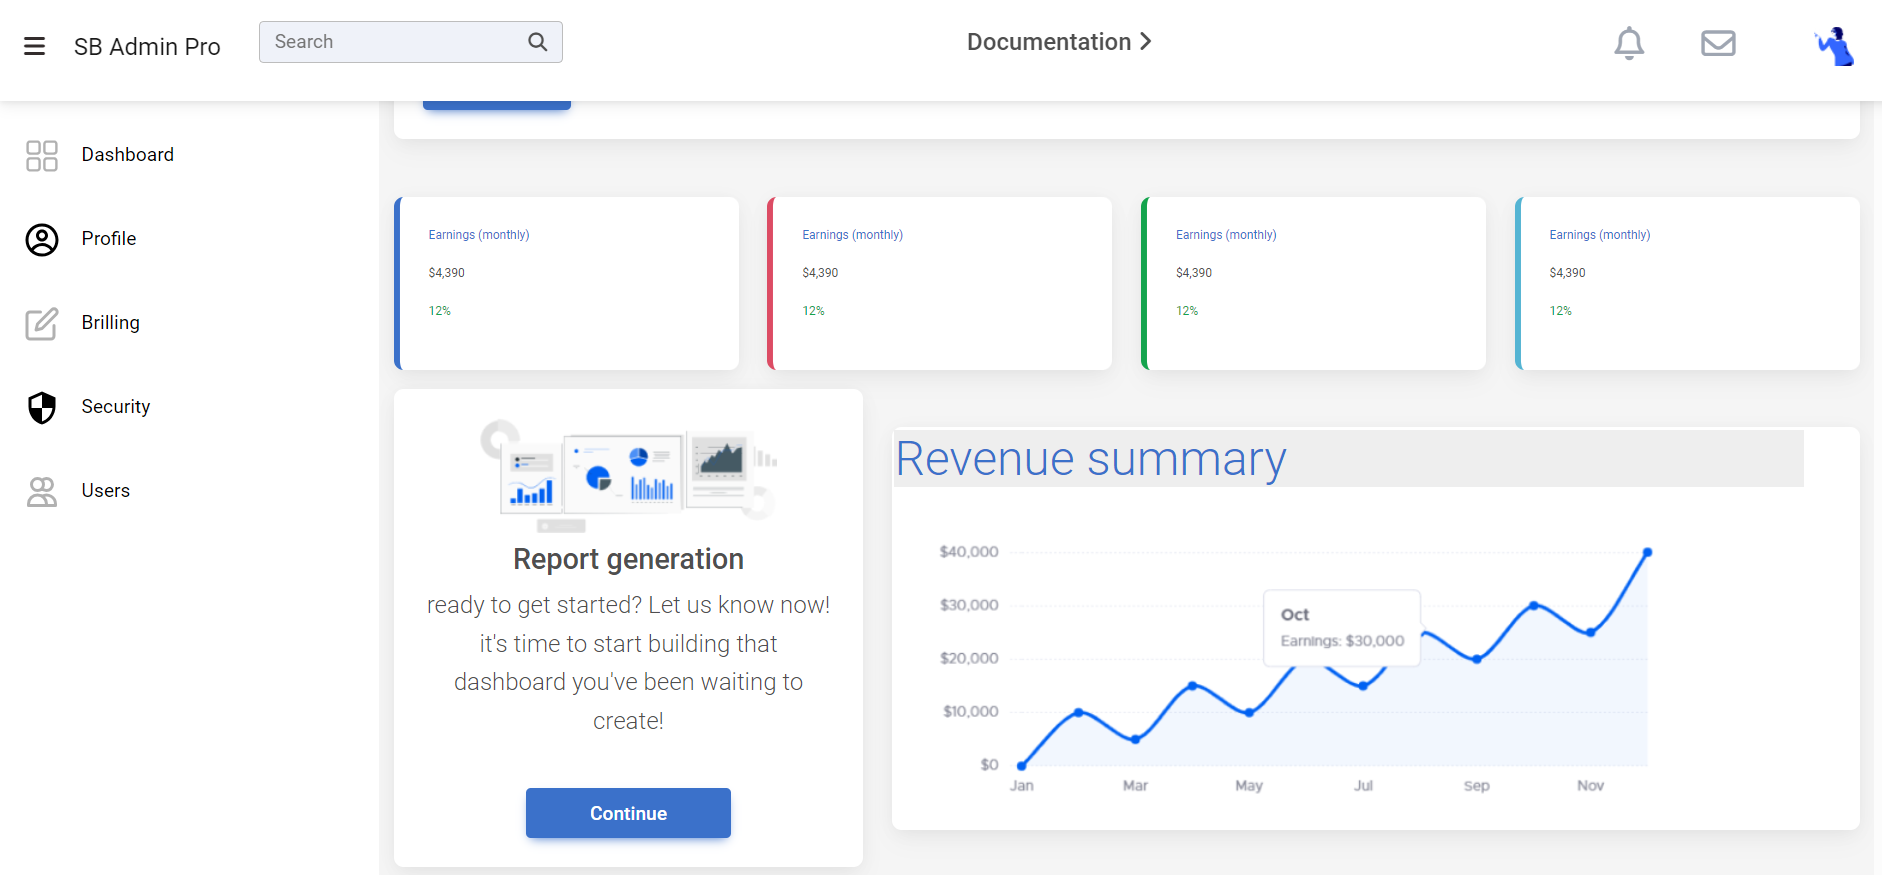 SB Admin Pro
Search
Documentation
Dashboard
Profile
Brilling
Security
Users
Earnings (monthly)
$4,390
12%
Earnings (monthly)
$4,390
12%
Earnings (monthly)
$4,390
12%
Earnings (monthly)
$4,390
12%
Report generation
ready to get started? Let us know now!
it's time to start building that
dashboard you've been waiting to
create!
Continue
Revenue summary
$40,000
$30,000
$20,000
$10,000
$0
Oct
Earnings: $30,000
Jan Mar May Jul Sep Nov